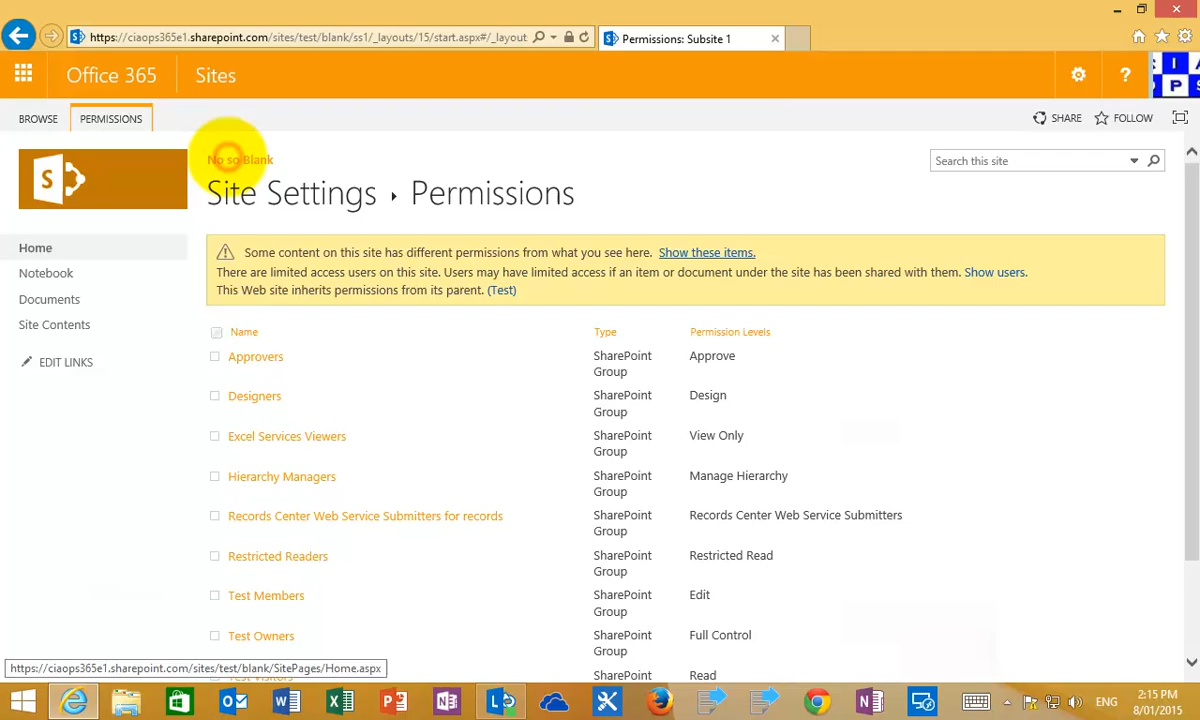 https://ciaops365e1.sharepoint.com/sites/test/blank/ss1/_layouts/15/start.aspx#/_layout
Permissions: Subsite 1
Office 365
Sites
?
I
P S
BROWSE
PERMISSIONS
SHARE
FOLLOW
S
No so Blank
Search this site
Site Settings
Permissions
Home
Notebook
Documents
Site Contents
EDIT LINKS
Some content on this site has different permissions from what you see here. Show these items.
There are limited access users on this site. Users may have limited access if an item or document under the site has been shared with them. Show users.
This Web site inherits permissions from its parent. (Test)
Name Type Permission Levels
Approvers SharePoint Group Approve
Designers SharePoint Group Design
Excel Services Viewers SharePoint Group View Only
Hierarchy Managers SharePoint Group Manage Hierarchy
Records Center Web Service Submitters for records SharePoint Group Records Center Web Service Submitters
Restricted Readers SharePoint Group Restricted Read
Test Members SharePoint Group Edit
Test Owners SharePoint Group Full Control
Test Visitors SharePoint Read
https://ciaops365e1.sharepoint.com/sites/test/blank/SitePages/Home.aspx
ENG
2:15 PM
8/01/2015